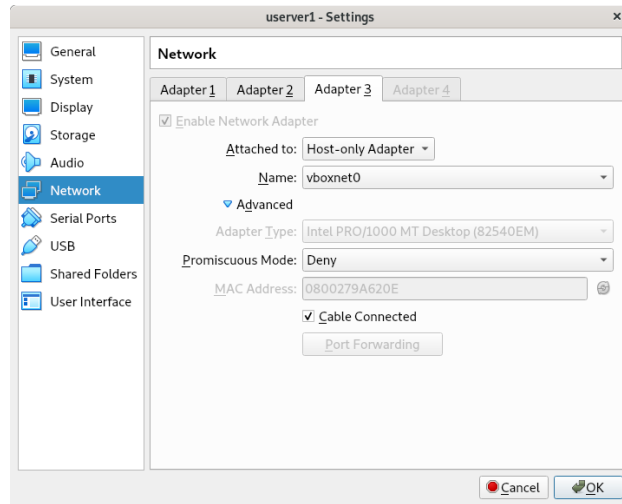 userver1 - Settings
General
System
Display
Storage
Audio
Network
Serial Ports
USB
Shared Folders
User Interface
Network
Adapter 1 Adapter 2 Adapter 3 Adapter 4
Enable Network Adapter
Attached to: Host-only Adapter
Name: vboxnet0
Advanced
Adapter Type: Intel PRO/1000 MT Desktop (82540EM)
Promiscuous Mode: Deny
MAC Address: 0800279A620E
Cable Connected
Port Forwarding
Cancel OK